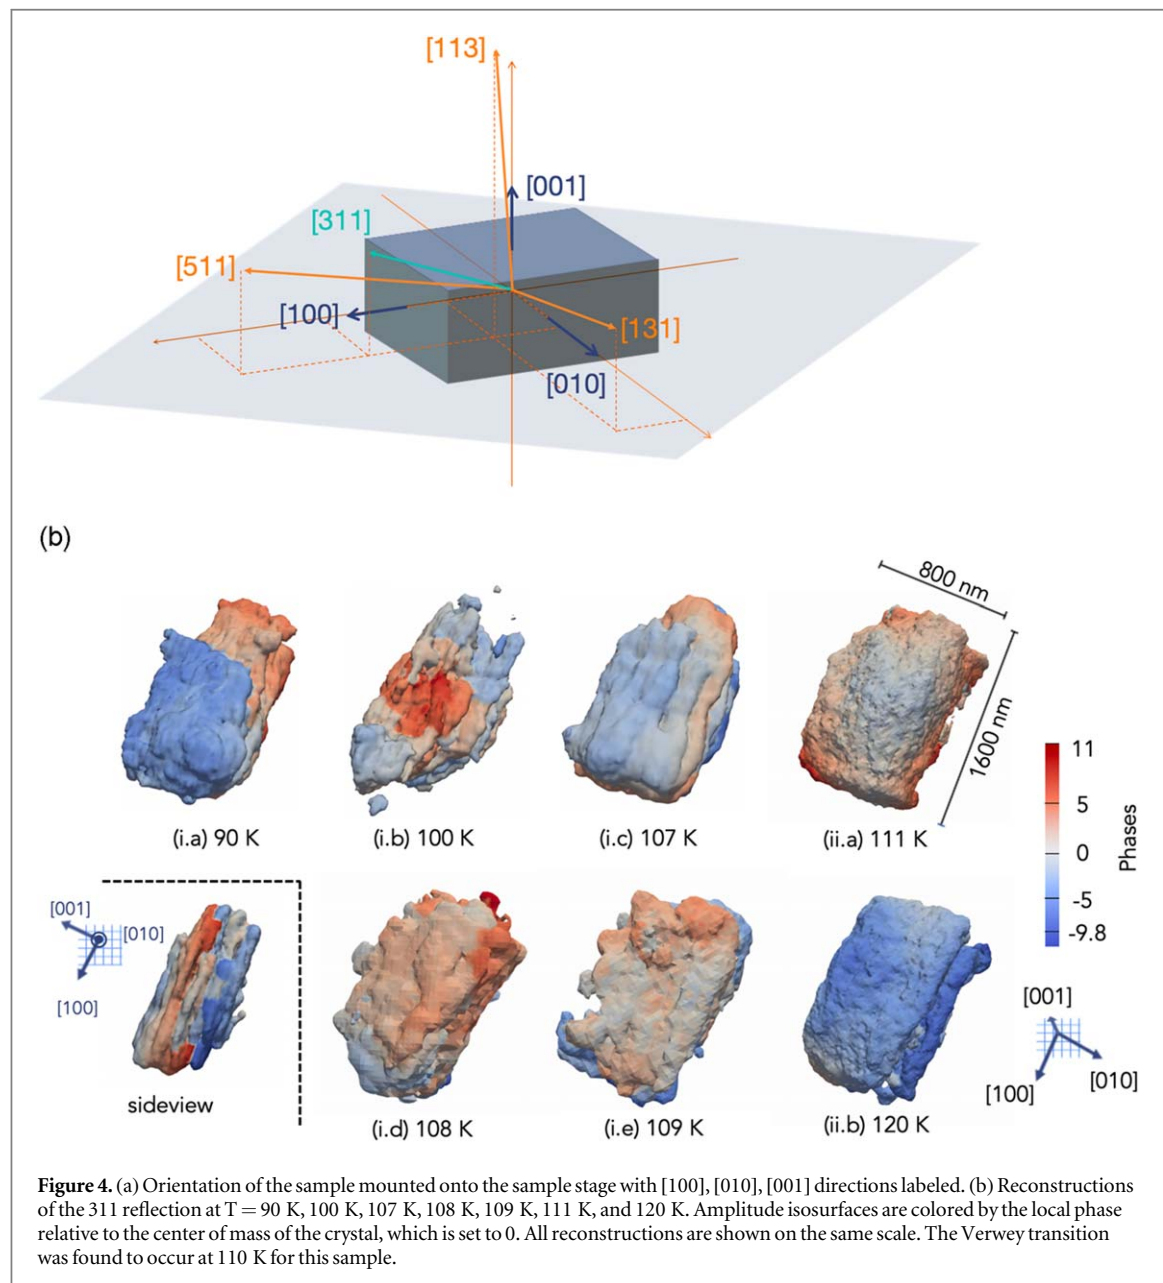 [113]
[001]
[311]
[511]
[100]
[131]
[010]
(b)
800 nm
1600 nm
11
5
0
-5
-9.8
Phases
(i.a) 90 K
(i.b) 100 K
(i.c) 107 K
(ii.a) 111 K
[001]
[010]
[100]
sideview
(i.d) 108 K
(i.e) 109 K
(ii.b) 120 K
[001]
[010]
[100]
Figure 4. (a) Orientation of the sample mounted onto the sample stage with [100], [010], [001] directions labeled. (b) Reconstructions
of the 311 reflection at T = 90 K, 100 K, 107 K, 108 K, 109 K, 111 K, and 120 K. Amplitude isosurfaces are colored by the local phase
relative to the center of mass of the crystal, which is set to 0. All reconstructions are shown on the same scale. The Verwey transition
was found to occur at 110 K for this sample.